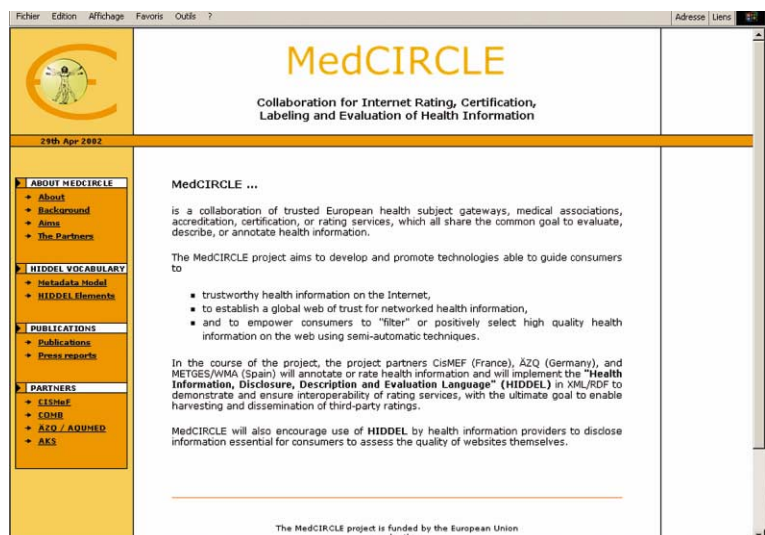 Fichier Edition Affichage Favoris Outils ? Adresse Liens
MedCIRCLE
Collaboration for Internet Rating, Certification,
Labeling and Evaluation of Health Information
29th Apr 2002
ABOUT MEDCIRCLE
About
Background
Aims
The Partners
HIDDEL VOCABULARY
Metadata Model
HIDDEL Elements
PUBLICATIONS
Publications
Press reports
PARTNERS
CISMeF
COMB
ÄZQ / AQUMED
AKS
MedCIRCLE ...
is a collaboration of trusted European health subject gateways, medical associations,
accreditation, certification, or rating services, which all share the common goal to evaluate,
describe, or annotate health information.
The MedCIRCLE project aims to develop and promote technologies able to guide consumers
to
trustworthy health information on the Internet,
to establish a global web of trust for networked health information,
and to empower consumers to "filter" or positively select high quality health
information on the web using semi-automatic techniques.
In the course of the project, the project partners CisMEF (France), ÄZQ (Germany), and
METGES/WMA (Spain) will annotate or rate health information and will implement the "Health
Information, Disclosure, Description and Evaluation Language" (HIDDEL) in XML/RDF to
demonstrate and ensure interoperability of rating services, with the ultimate goal to enable
harvesting and dissemination of third-party ratings.
MedCIRCLE will also encourage use of HIDDEL by health information providers to disclose
information essential for consumers to assess the quality of websites themselves.
The MedCIRCLE project is funded by the European Union